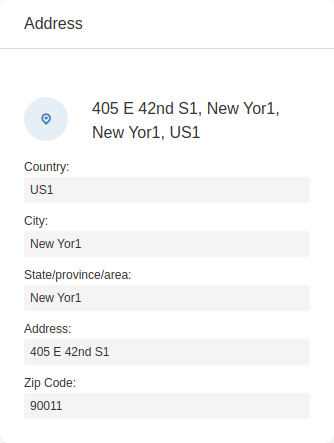 Address
405 E 42nd S1, New Yor1,
New Yor1, US1
Country:
US1
City:
New Yor1
State/province/area:
New Yor1
Address:
405 E 42nd S1
Zip Code:
90011